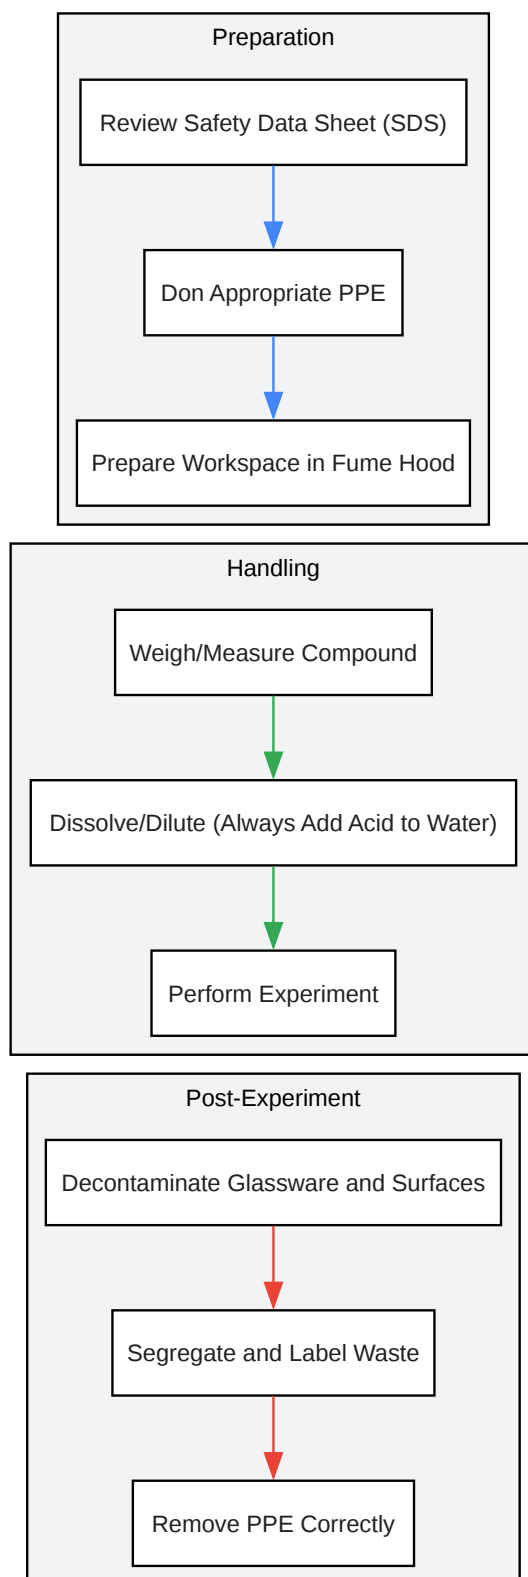 Preparation
Review Safety Data Sheet (SDS)
Don Appropriate PPE
Prepare Workspace in Fume Hood
Handling
Weigh/Measure Compound
Dissolve/Dilute (Always Add Acid to Water)
Perform Experiment
Post-Experiment
Decontaminate Glassware and Surfaces
Segregate and Label Waste
Remove PPE Correctly